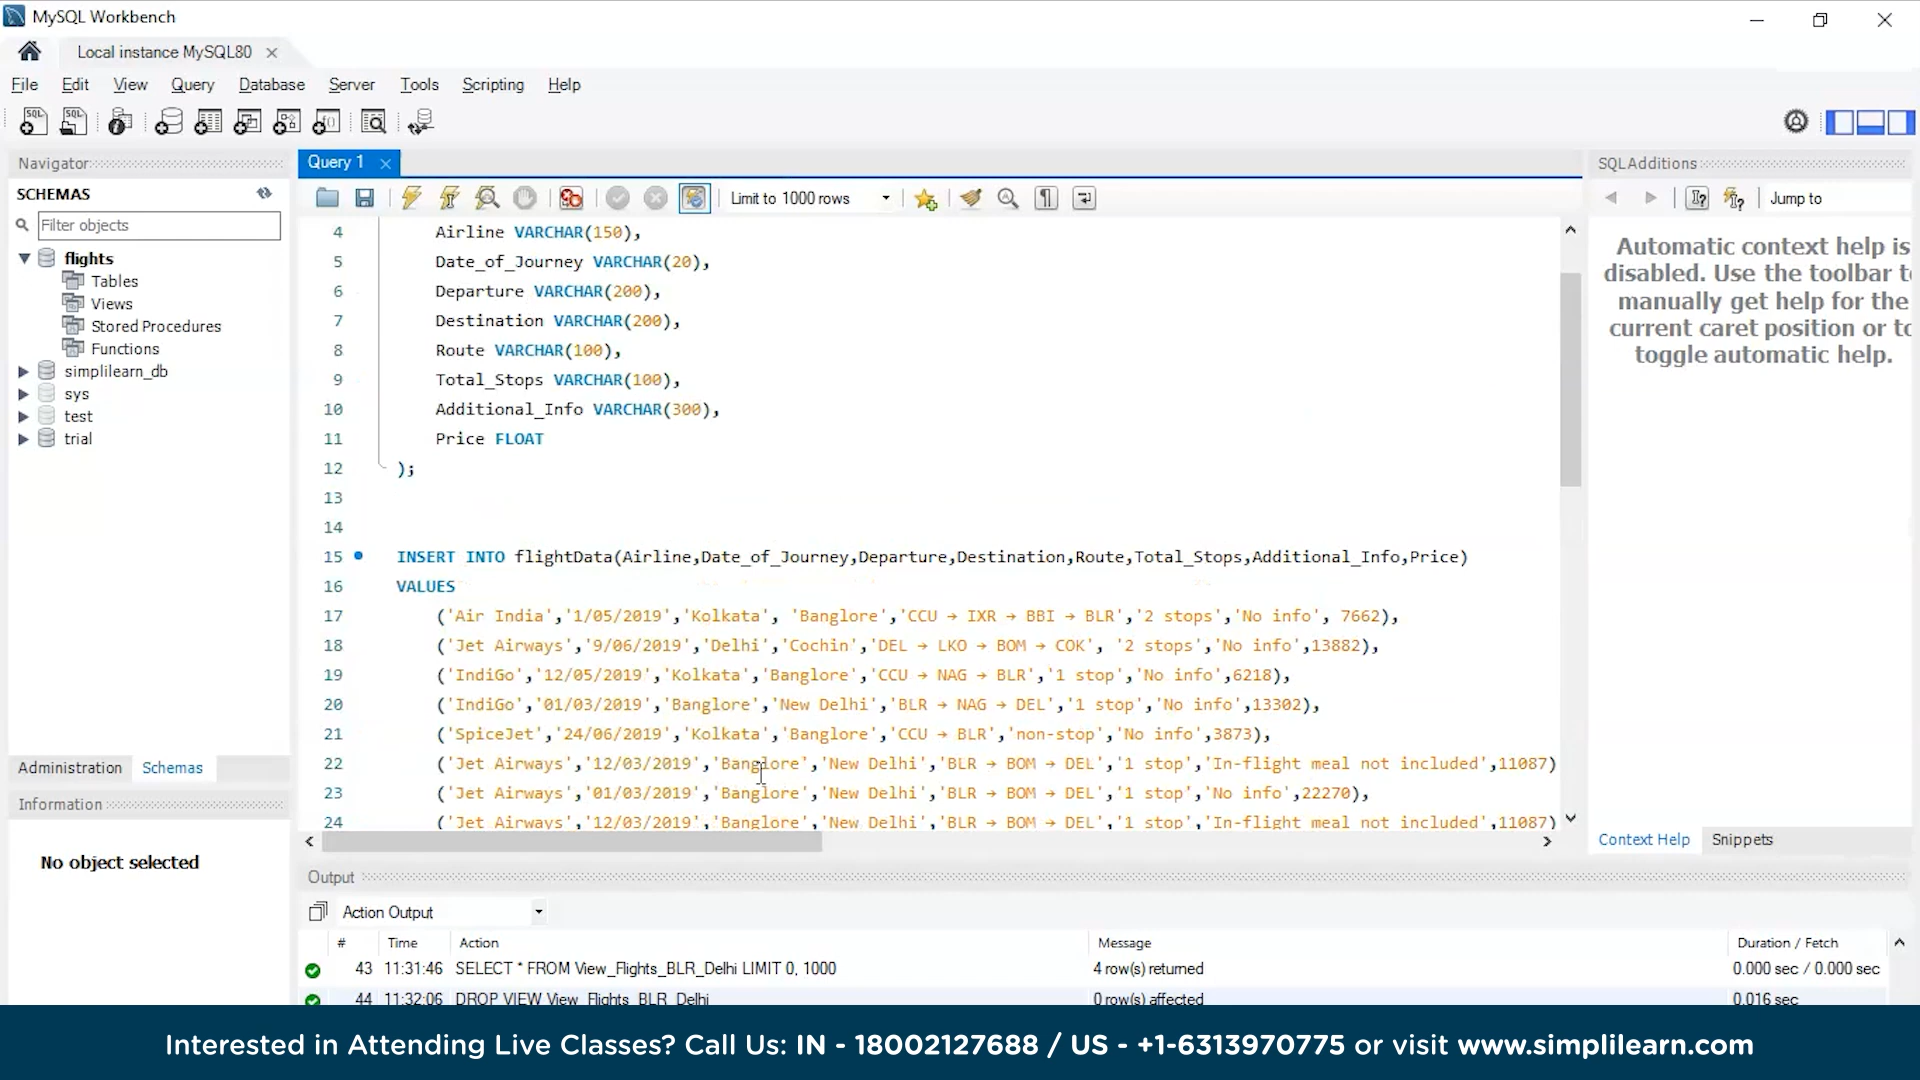 MySQL Workbench
Local instance MySQL80
File Edit View Query Database Server Tools Scripting Help
Navigator
SCHEMAS
Filter objects
flights
Tables
Views
Stored Procedures
Functions
simplilearn_db
sys
test
trial
Administration Schemas
Information
No object selected
Query 1
Limit to 1000 rows
4 Airline VARCHAR(150),
5 Date_of_Journey VARCHAR(20),
6 Departure VARCHAR(200),
7 Destination VARCHAR(200),
8 Route VARCHAR(100),
9 Total_Stops VARCHAR(100),
10 Additional_Info VARCHAR(300),
11 Price FLOAT
12 );
13
14
15 INSERT INTO flightData(Airline,Date_of_Journey,Departure,Destination,Route,Total_Stops,Additional_Info,Price)
16 VALUES
17 ('Air India','1/05/2019','Kolkata', 'Banglore','CCU → IXR → BBI → BLR','2 stops','No info', 7662),
18 ('Jet Airways','9/06/2019','Delhi','Cochin','DEL → LKO → BOM → COK', '2 stops','No info',13882),
19 ('IndiGo','12/05/2019','Kolkata','Banglore','CCU → NAG → BLR','1 stop','No info',6218),
20 ('IndiGo','01/03/2019','Banglore','New Delhi','BLR → NAG → DEL','1 stop','No info',13302),
21 ('SpiceJet','24/06/2019','Kolkata','Banglore','CCU → BLR','non-stop','No info',3873),
22 ('Jet Airways','12/03/2019','Banglore','New Delhi','BLR → BOM → DEL','1 stop','In-flight meal not included',11087)
23 ('Jet Airways','01/03/2019','Banglore','New Delhi','BLR → BOM → DEL','1 stop','No info',22270),
24 ('Jet Airways','12/03/2019','Banglore','New Delhi','BLR → BOM → DEL','1 stop','In-flight meal not included',11087)
SQLAdditions
Jump to
Automatic context help is
disabled. Use the toolbar to
manually get help for the
current caret position or to
toggle automatic help.
Context Help Snippets
Output
Action Output
# Time Action Message Duration / Fetch
43 11:31:46 SELECT * FROM View_Flights_BLR_Delhi LIMIT 0, 1000 4 row(s) returned 0.000 sec / 0.000 sec
44 11:32:06 DROP VIEW View_Flights_BLR_Delhi 0 row(s) affected 0.016 sec
Interested in Attending Live Classes? Call Us: IN - 18002127688 / US - +1-6313970775 or visit www.simplilearn.com